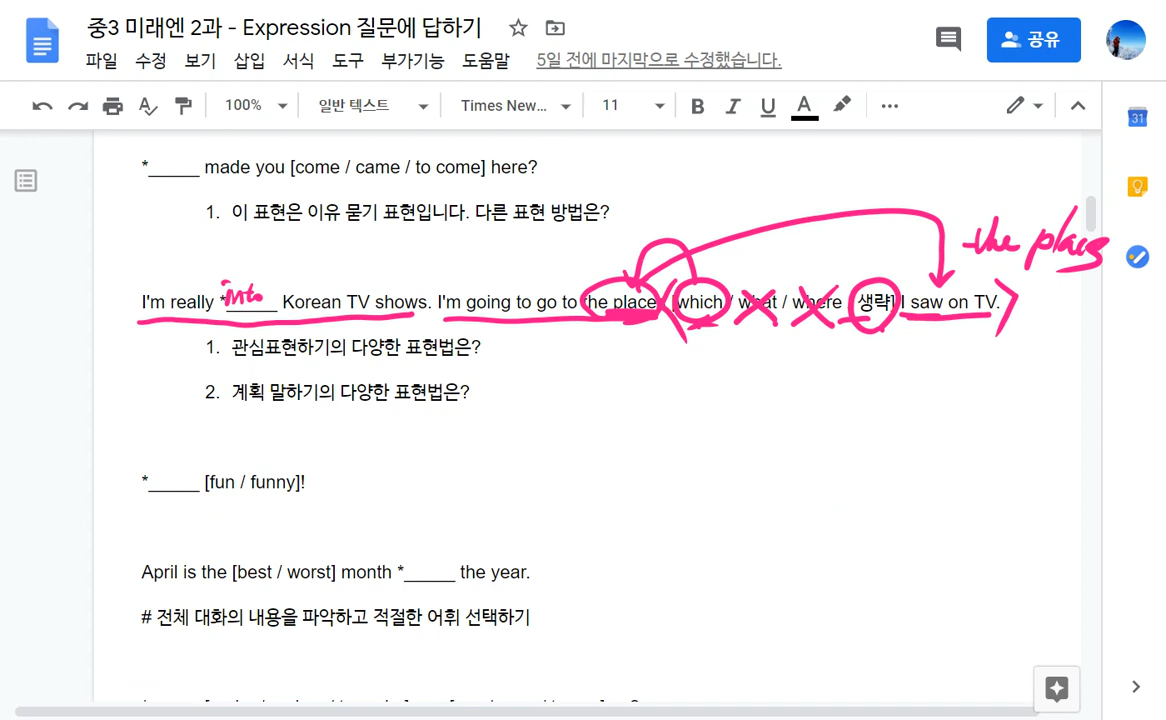 중3 미래엔 2과 - Expression 질문에 답하기
공유
파일 수정 보기 삽입 서식 도구 부가기능 도움말 5일 전에 마지막으로 수정했습니다.
100% 일반 텍스트 Times New... 11 B I U A
31
*_____ made you [come / came / to come] here?
1. 이 표현은 이유 묻기 표현입니다. 다른 표현 방법은?
the place
into
I'm really *_____ Korean TV shows. I'm going to go to the place [which / what / where / 생략] I saw on TV.
1. 관심표현하기의 다양한 표현법은?
2. 계획 말하기의 다양한 표현법은?
*_____ [fun / funny]!
April is the [best / worst] month *_____ the year.
# 전체 대화의 내용을 파악하고 적절한 어휘 선택하기